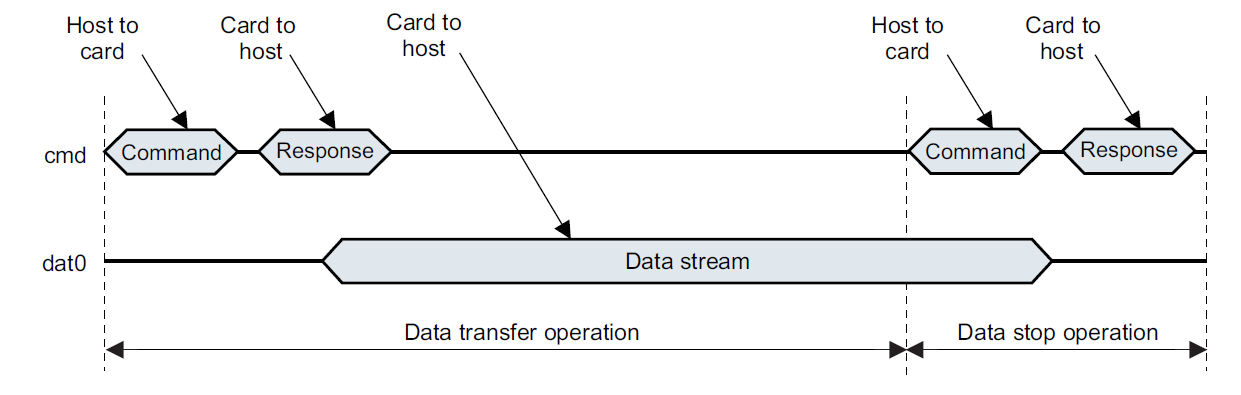 Host to
card
Card to
host
Card to
host
Host to
card
Card to
host
cmd
Command
Response
Command
Response
dat0
Data stream
Data transfer operation
Data stop operation